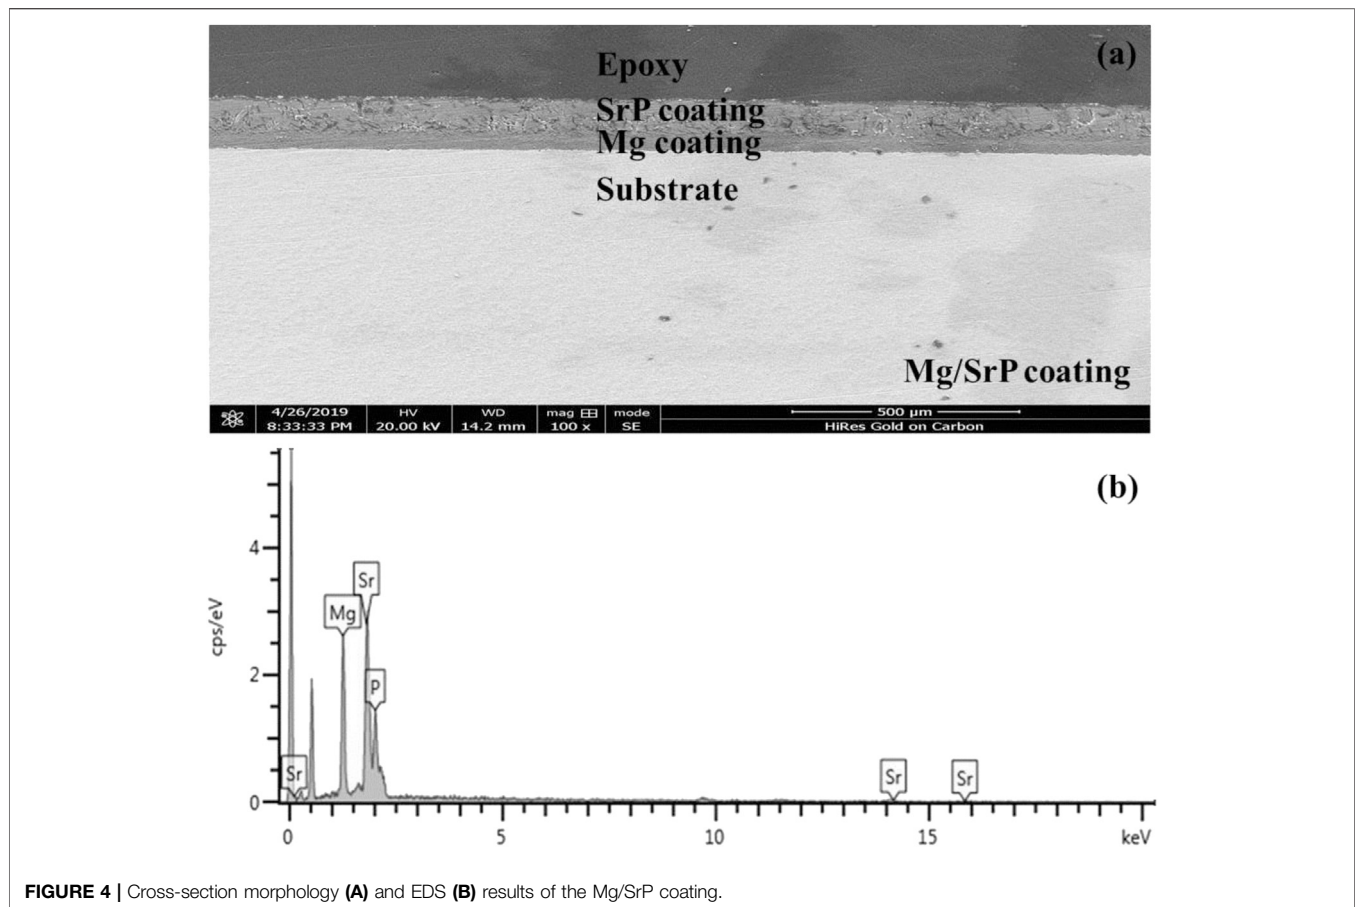 (a)
Epoxy
SrP coating
Mg coating
Substrate
Mg/SrP coating
4/26/2019 HV WD mag mode 500 µm
8:33:33 PM 20.00 kV 14.2 mm 100 x SE HiRes Gold on Carbon
(b)
4
Sr
Mg
cps/eV
2
P
Sr
Sr
Sr
0
0 5 10 15 keV
FIGURE 4 | Cross-section morphology (A) and EDS (B) results of the Mg/SrP coating.